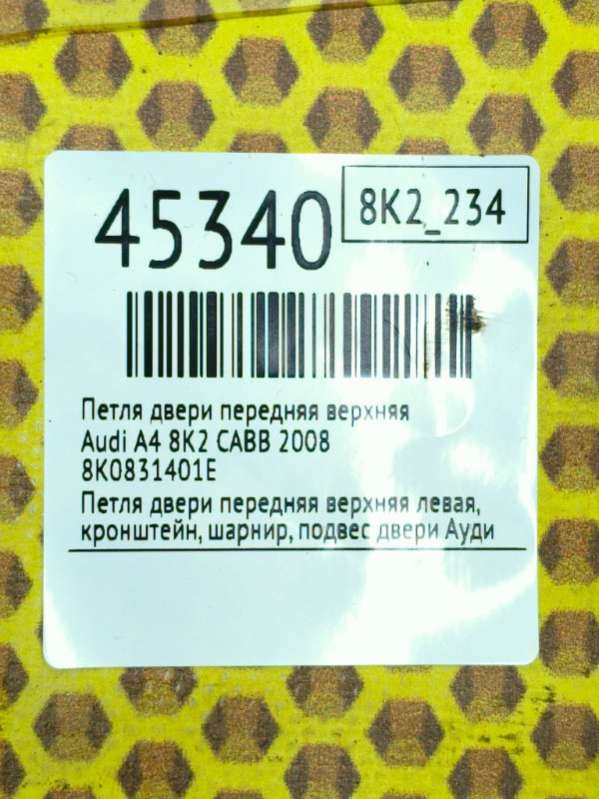 45340
8K2_234
Петля двери передняя верхняя
Audi A4 8K2 CABB 2008
8K0831401E
Петля двери передняя верхняя левая,
кронштейн, шарнир, подвес двери Ауди